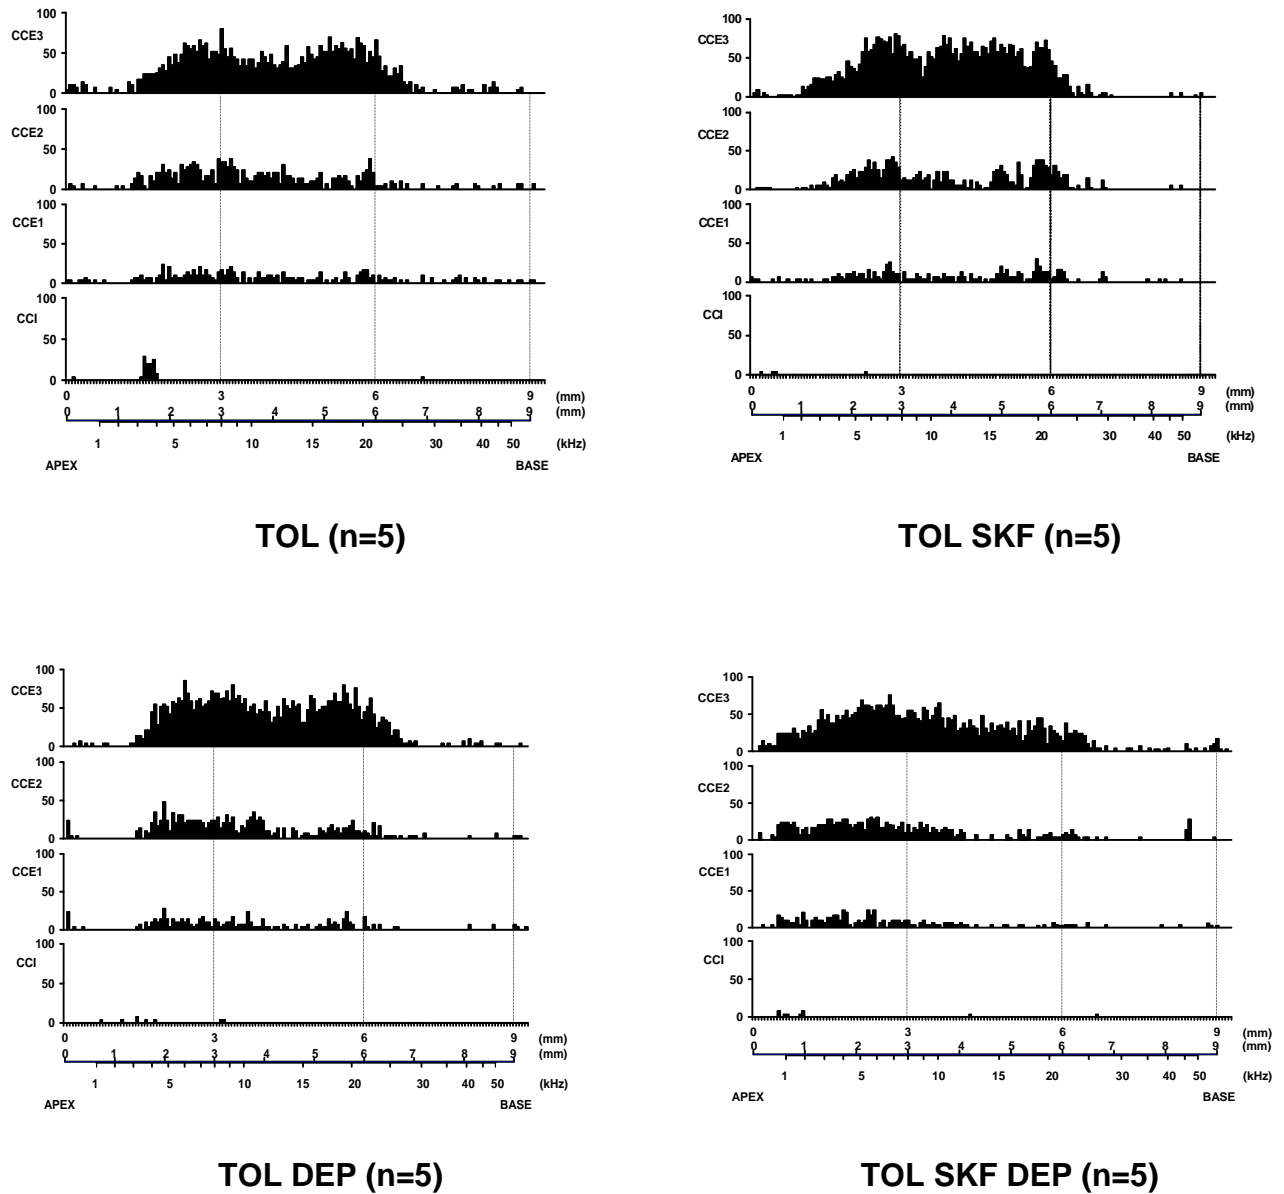 100
CCE3
50
0
100
CCE2
50
0
100
CCE1
50
0
100
CCI
50
0
0 3 6 9 (mm)
0 1 2 3 4 5 6 7 8 9 (mm)
1 5 10 15 20 30 40 50 (kHz)
APEX BASE
TOL (n=5)
100
CCE3
50
0
100
CCE2
50
0
100
CCE1
50
0
100
CCI
50
0
0 3 6 9 (mm)
0 1 2 3 4 5 6 7 8 9 (mm)
1 5 10 15 20 30 40 50 (kHz)
APEX BASE
TOL SKF (n=5)
100
CCE3
50
0
100
CCE2
50
0
100
CCE1
50
0
100
CCI
50
0
0 3 6 9 (mm)
0 1 2 3 4 5 6 7 8 9 (mm)
1 5 10 15 20 30 40 50 (kHz)
APEX BASE
TOL DEP (n=5)
100
CCE3
50
0
100
CCE2
50
0
100
CCE1
50
0
100
CCI
50
0
0 3 6 9 (mm)
0 1 2 3 4 5 6 7 8 9 (mm)
1 5 10 15 20 30 40 50 (kHz)
APEX BASE
TOL SKF DEP (n=5)